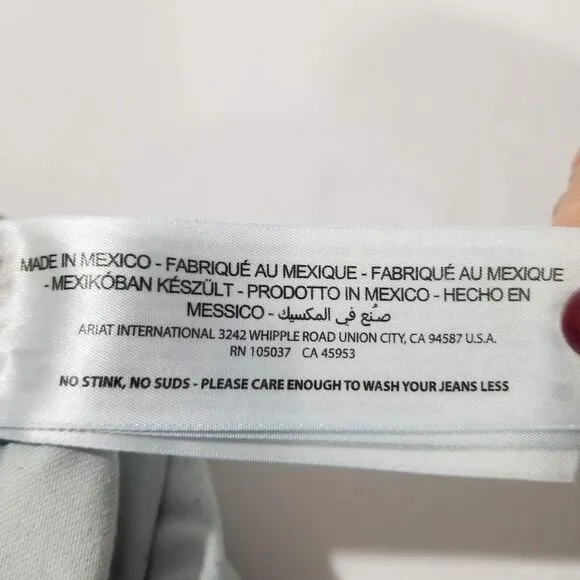 MADE IN MEXICO - FABRIQUÉ AU MEXIQUE - FABRIQUÉ AU MEXIQUE
- MEXIKÓBAN KÉSZÜLT - PRODOTTO IN MEXICO - HECHO EN
MESSICO - صُنع في المكسيك
ARIAT INTERNATIONAL 3242 WHIPPLE ROAD UNION CITY, CA 94587 U.S.A.
RN 105037 CA 45953
NO STINK, NO SUDS - PLEASE CARE ENOUGH TO WASH YOUR JEANS LESS